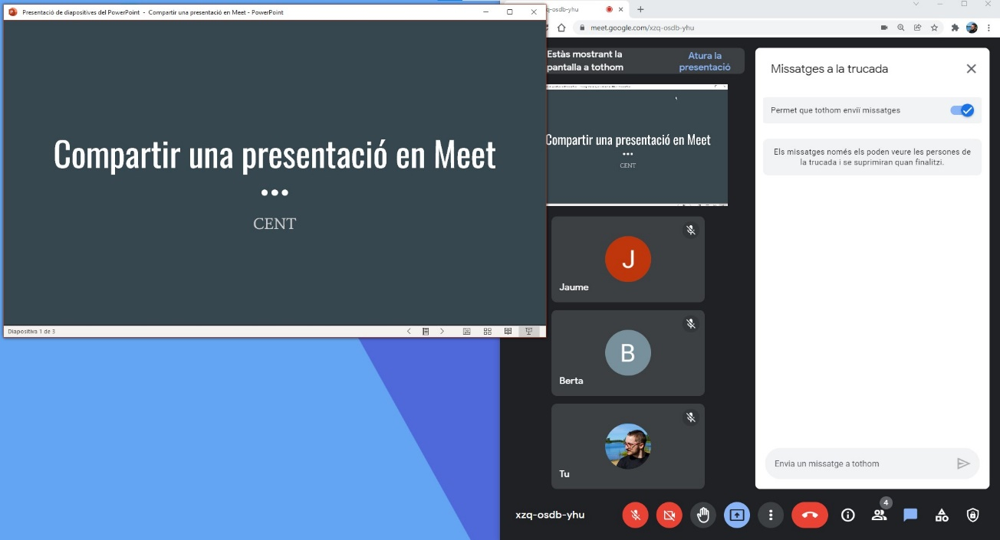 Presentació de diapositives del PowerPoint - Compartir una presentació en Meet - PowerPoint
Compartir una presentació en Meet
CENT
Diapositiva 1 de 3
q-osdb-yhu
meet.google.com/xzq-osdb-yhu
Estàs mostrant la
pantalla a tothom
Atura la
presentació
Compartir una presentació en Meet
CENT
J
Jaume
B
Berta
Tu
Missatges a la trucada
Permet que tothom enviï missatges
Els missatges només els poden veure les persones de
la trucada i se suprimiran quan finalitzi.
Envia un missatge a tothom
xzq-osdb-yhu
4